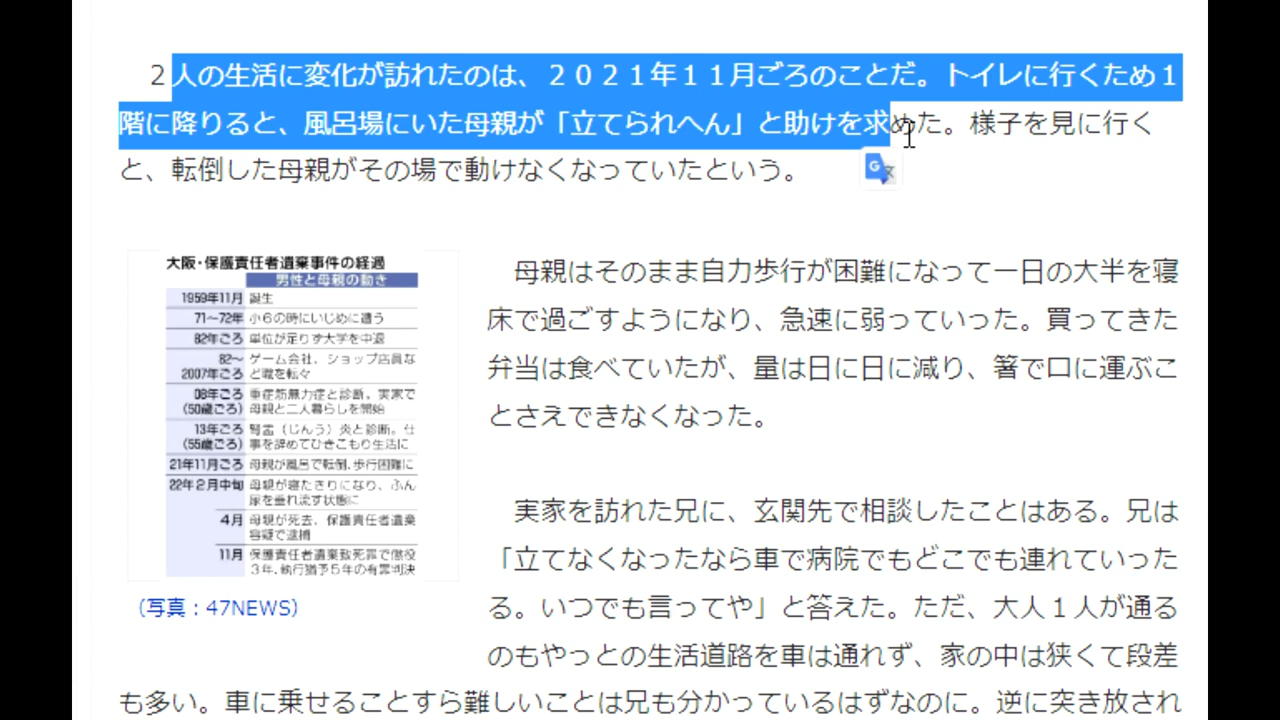 ２人の生活に変化が訪れたのは、２０２１年１１月ごろのことだ。トイレに行くため１
階に降りると、風呂場にいた母親が「立てられへん」と助けを求めた。様子を見に行く
と、転倒した母親がその場で動けなくなっていたという。
大阪・保護責任者遺棄事件の経過
男性と母親の動き
1959年11月 誕生
71〜72年 小６の時にいじめに遭う
82年ごろ 単位が足りず大学を中退
82〜 ゲーム会社、ショップ店員な
2007年ごろ ど職を転々
08年ごろ 重症筋無力症と診断。実家で
(50歳ごろ) 母親と二人暮らしを開始
13年ごろ 腎盂（じんう）炎と診断。仕
(55歳ごろ) 事を辞めてひきこもり生活に
21年11月ごろ 母親が風呂で転倒、歩行困難に
22年２月中旬 母親が寝たきりになり、ふん
尿を垂れ流す状態に
４月 母親が死去、保護責任者遺棄
容疑で逮捕
11月 保護責任者遺棄致死罪で懲役
３年、執行猶予５年の有罪判決
（写真：47NEWS）
母親はそのまま自力歩行が困難になって一日の大半を寝
床で過ごすようになり、急速に弱っていった。買ってきた
弁当は食べていたが、量は日に日に減り、箸で口に運ぶこ
とさえできなくなった。
実家を訪れた兄に、玄関先で相談したことはある。兄は
「立てなくなったなら車で病院でもどこでも連れていった
る。いつでも言ってや」と答えた。ただ、大人１人が通る
のもやっとの生活道路を車は通れず、家の中は狭くて段差
も多い。車に乗せることすら難しいことは兄も分かっているはずなのに。逆に突き放され